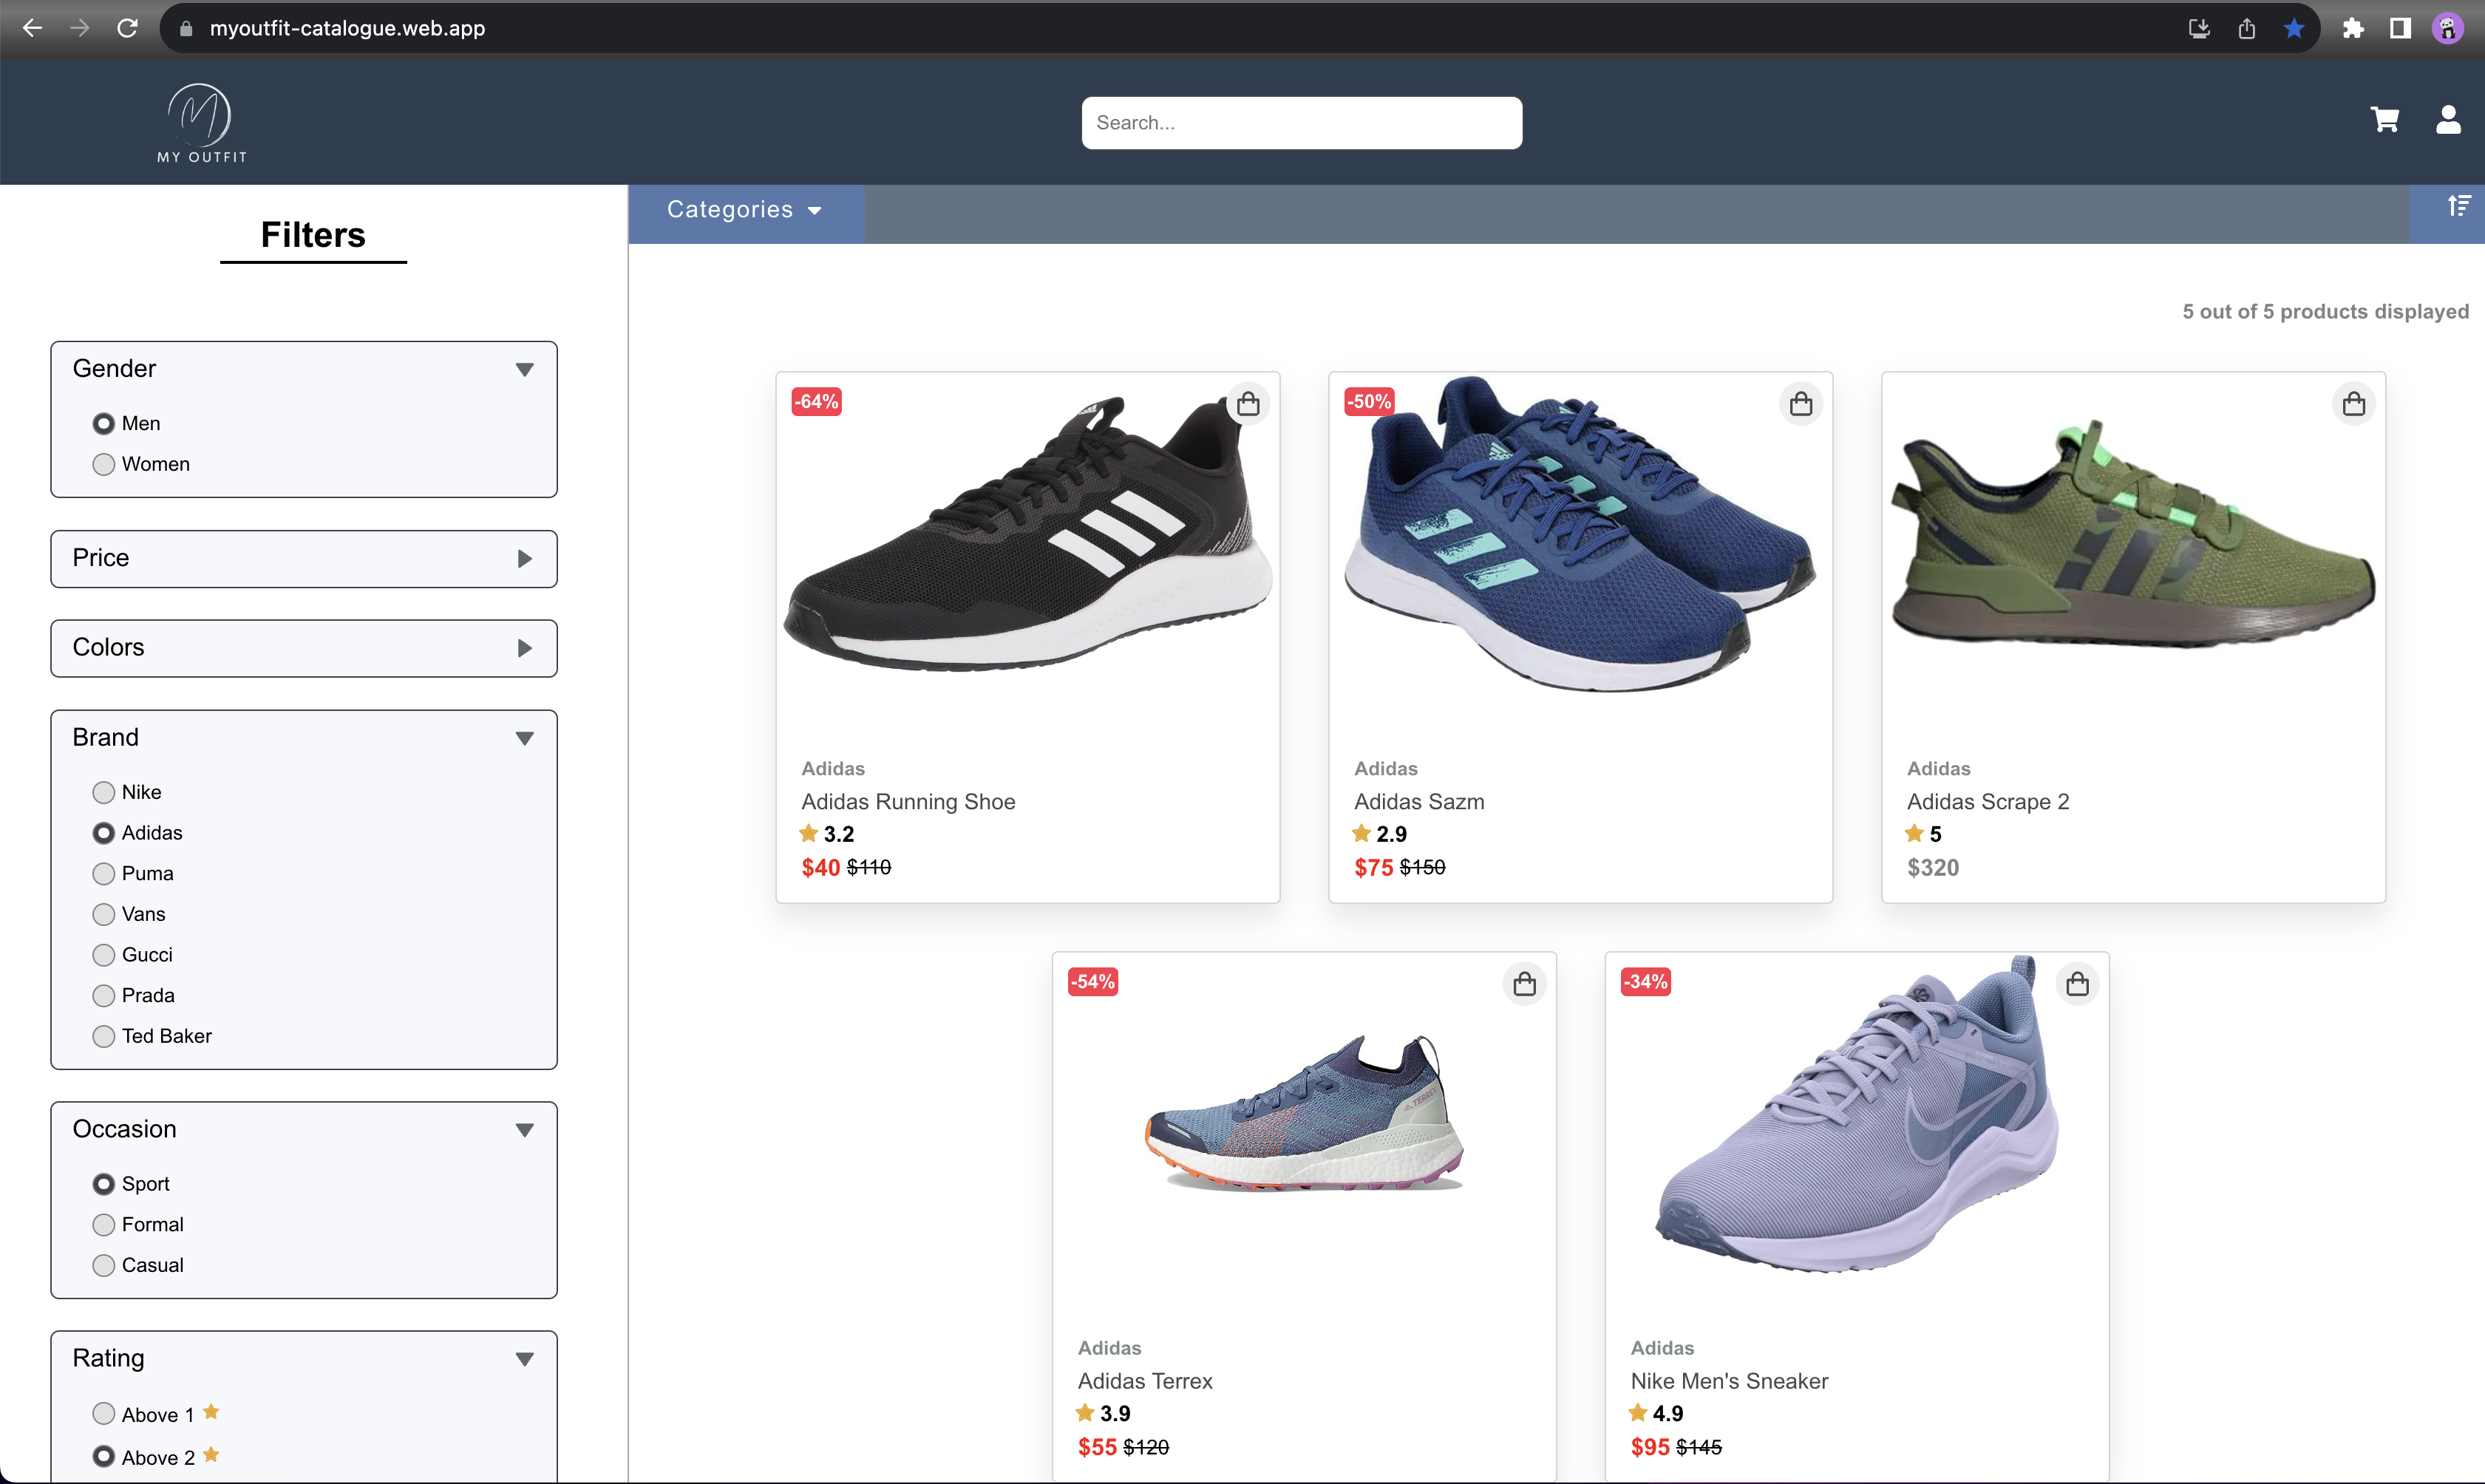 myoutfit-catalogue.web.app
M
MY OUTFIT
Search...
Filters
Categories
5 out of 5 products displayed
Gender
Men
Women
Price
Colors
Brand
Nike
Adidas
Puma
Vans
Gucci
Prada
Ted Baker
Occasion
Sport
Formal
Casual
Rating
Above 1
Above 2
-64%
Adidas
Adidas Running Shoe
3.2
$40 $110
-50%
Adidas
Adidas Sazm
2.9
$75 $150
Adidas
Adidas Scrape 2
5
$320
-54%
TERREX
Adidas
Adidas Terrex
3.9
$55 $120
-34%
Adidas
Nike Men's Sneaker
4.9
$95 $145